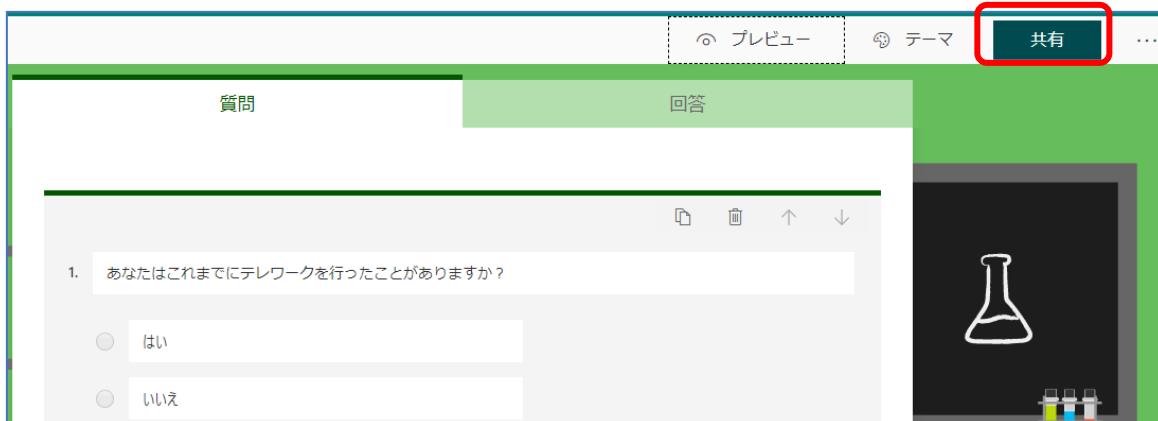 プレビュー テーマ 共有 ...
質問 回答
1. あなたはこれまでにテレワークを行ったことがありますか？
はい
いいえ